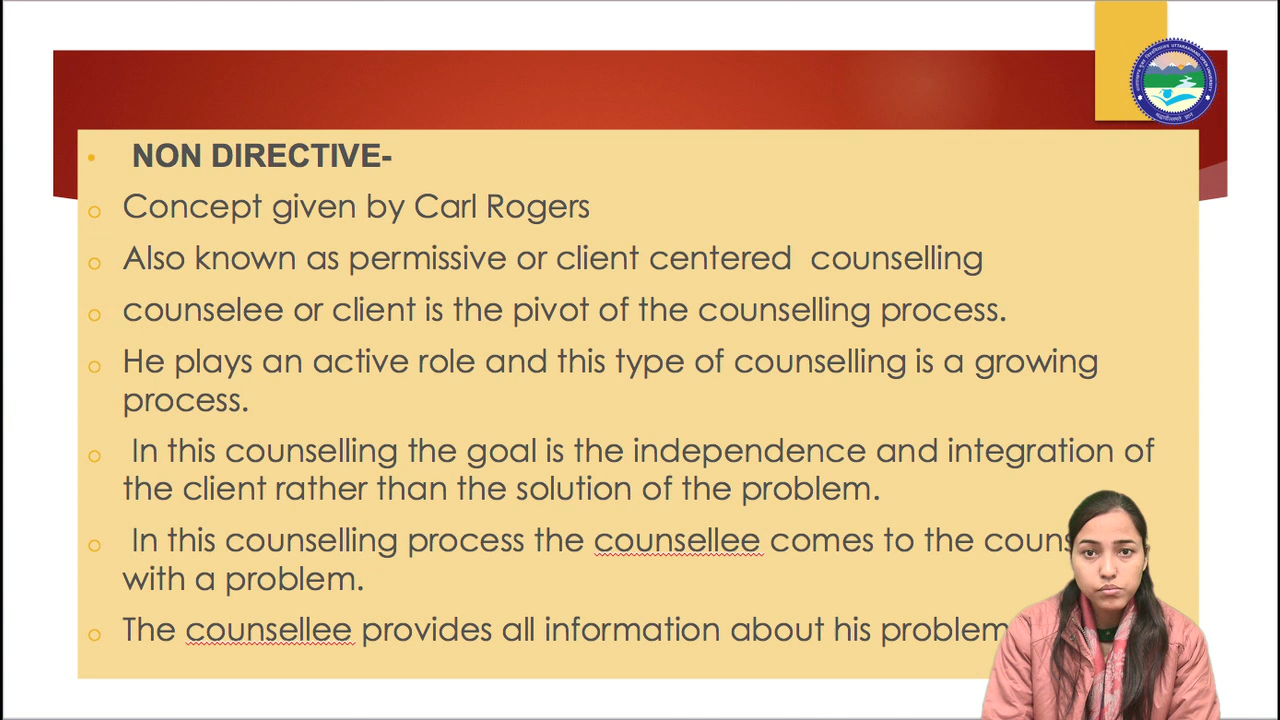 NON DIRECTIVE-
Concept given by Carl Rogers
Also known as permissive or client centered counselling
counselee or client is the pivot of the counselling process.
He plays an active role and this type of counselling is a growing
process.
In this counselling the goal is the independence and integration of
the client rather than the solution of the problem.
In this counselling process the counsellee comes to the
with a problem.
The counsellee provides all information about his problem